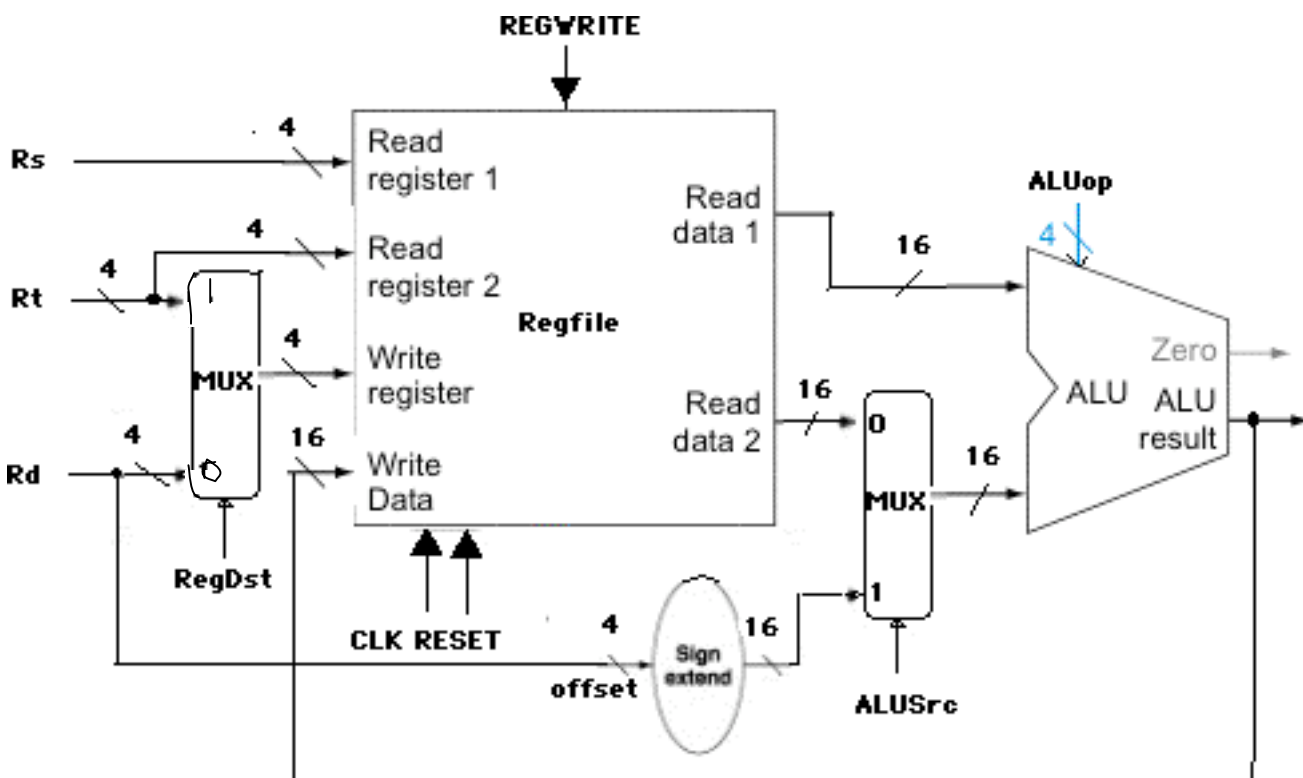 REGWRITE
4
Rs
Read
register 1
ALUop
Read
data 1
4
4
16
4
Read
register 2
Rt
1
Regfile
4
Zero
MUX
Write
register
16
Read
data 2
ALU
ALU
result
0
4
16
16
Rd
0
Write
Data
MUX
RegDst
1
CLK RESET
4
16
Sign
extend
offset
ALUSrc